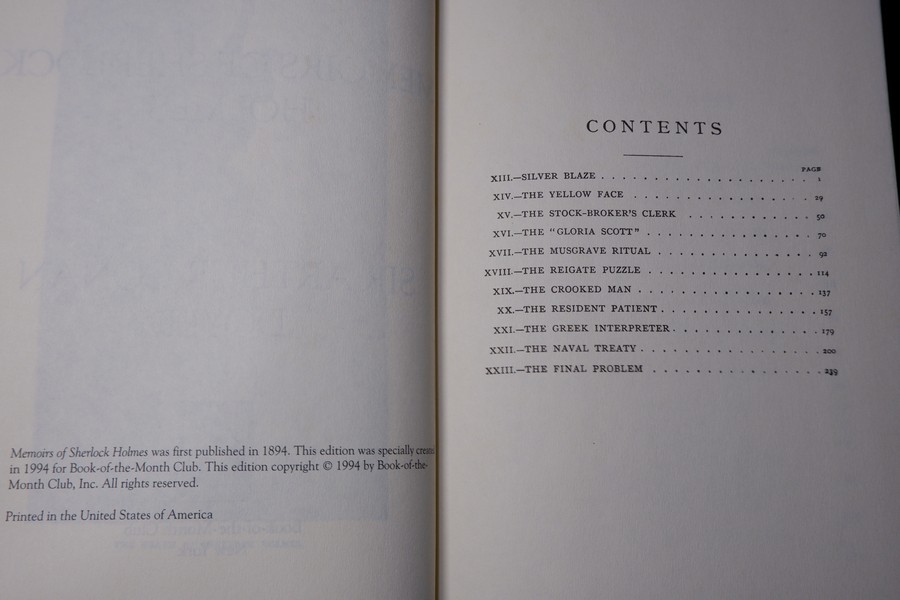 Memoirs of Sherlock Holmes was first published in 1894. This edition was specially
in 1994 for Book-of-the-Month Club. This edition copyright © 1994 by Book-of-the-
Month Club, Inc. All rights reserved.
Printed in the United States of America
CONTENTS
PAGE
XIII.—SILVER BLAZE . . . . . . . . . . . . . . . . . . . . 1
XIV.—THE YELLOW FACE . . . . . . . . . . . . . . . . . 29
XV.—THE STOCK-BROKER'S CLERK . . . . . . . . . . . . 50
XVI.—THE "GLORIA SCOTT" . . . . . . . . . . . . . . . . 70
XVII.—THE MUSGRAVE RITUAL . . . . . . . . . . . . . . . 92
XVIII.—THE REIGATE PUZZLE . . . . . . . . . . . . . . . . 114
XIX.—THE CROOKED MAN . . . . . . . . . . . . . . . . . 137
XX.—THE RESIDENT PATIENT . . . . . . . . . . . . . . . 157
XXI.—THE GREEK INTERPRETER . . . . . . . . . . . . . . 179
XXII.—THE NAVAL TREATY . . . . . . . . . . . . . . . . . 200
XXIII.—THE FINAL PROBLEM . . . . . . . . . . . . . . . . 239